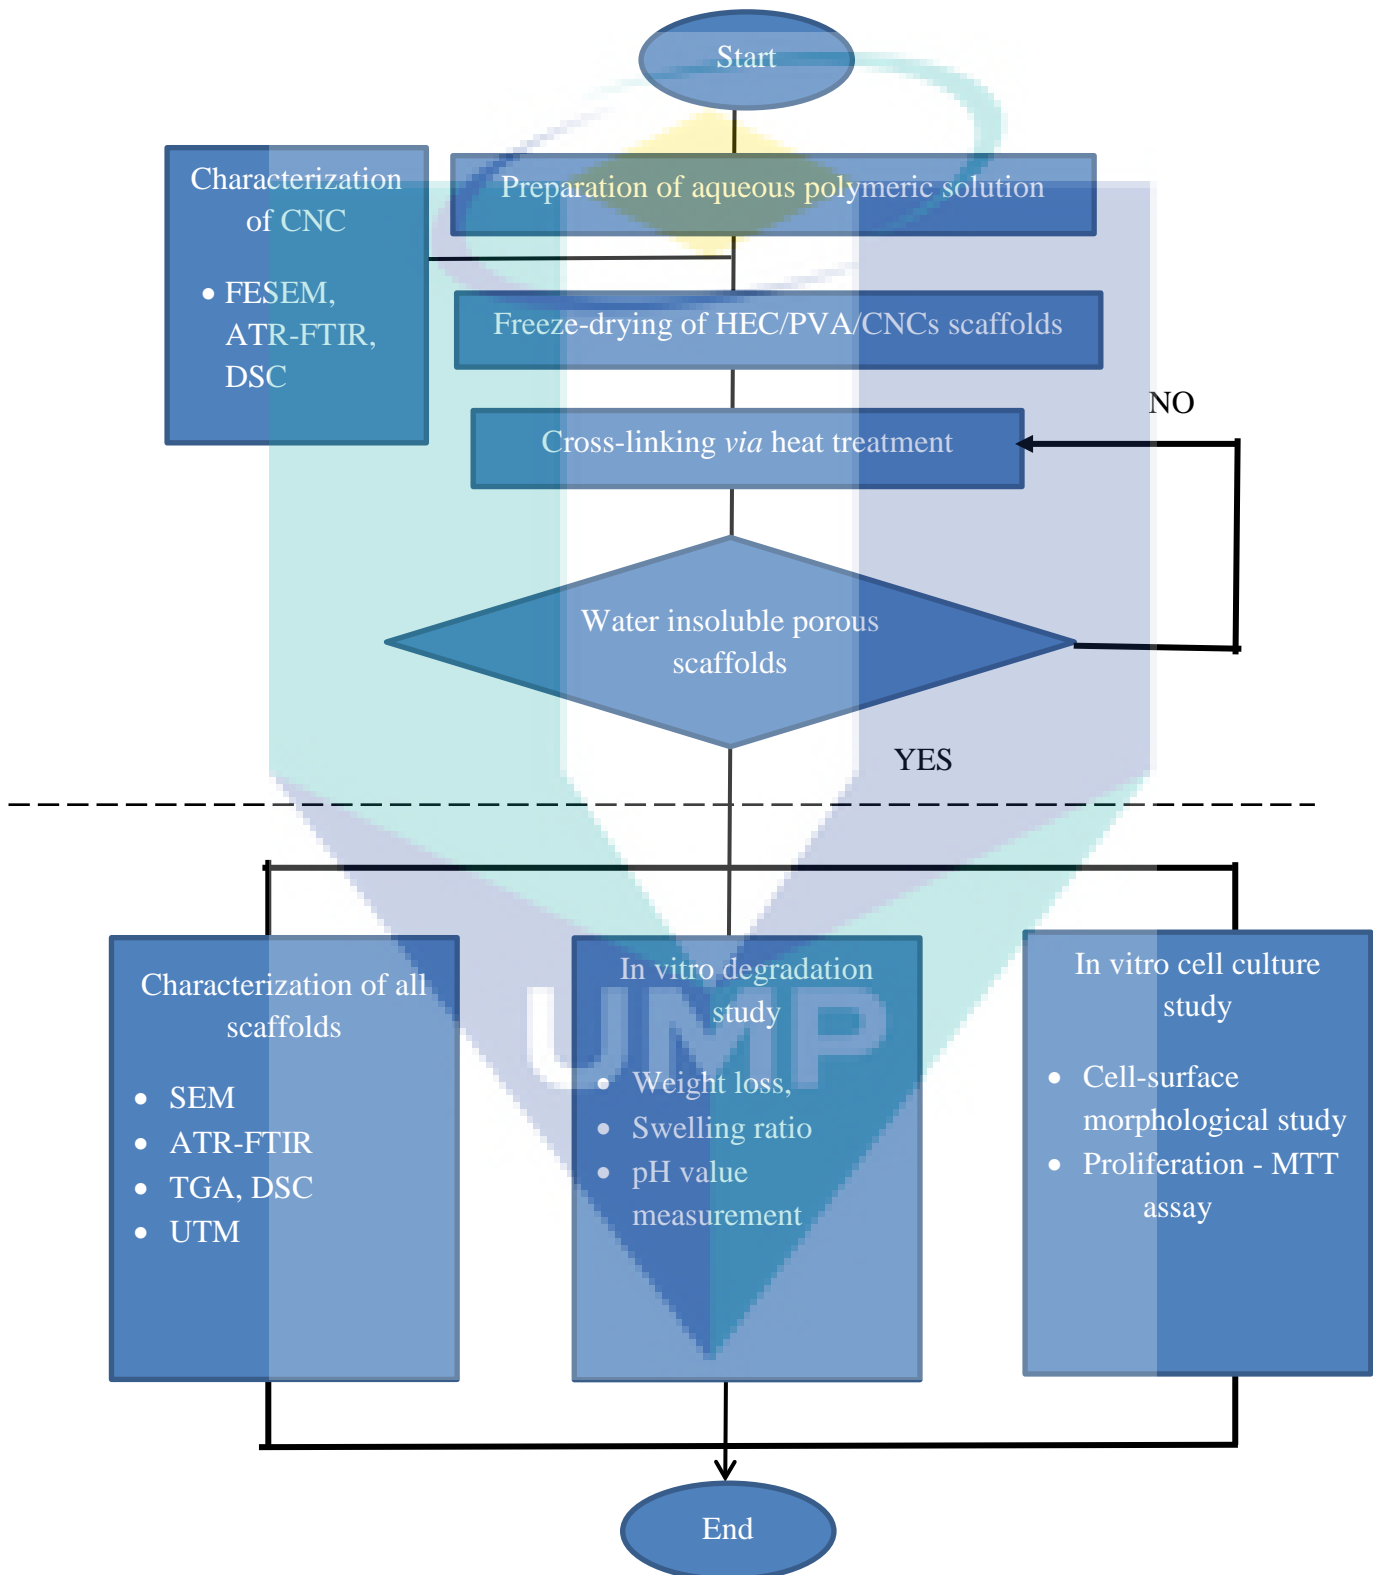 Start
Characterization
of CNC
• FESEM,
ATR-FTIR,
DSC
Preparation of aqueous polymeric solution
Freeze-drying of HEC/PVA/CNCs scaffolds
NO
Cross-linking via heat treatment
Water insoluble porous
scaffolds
YES
Characterization of all
scaffolds
• SEM
• ATR-FTIR
• TGA, DSC
• UTM
In vitro degradation
study
• Weight loss,
• Swelling ratio
• pH value
measurement
In vitro cell culture
study
• Cell-surface
morphological study
• Proliferation - MTT
assay
UMP
End